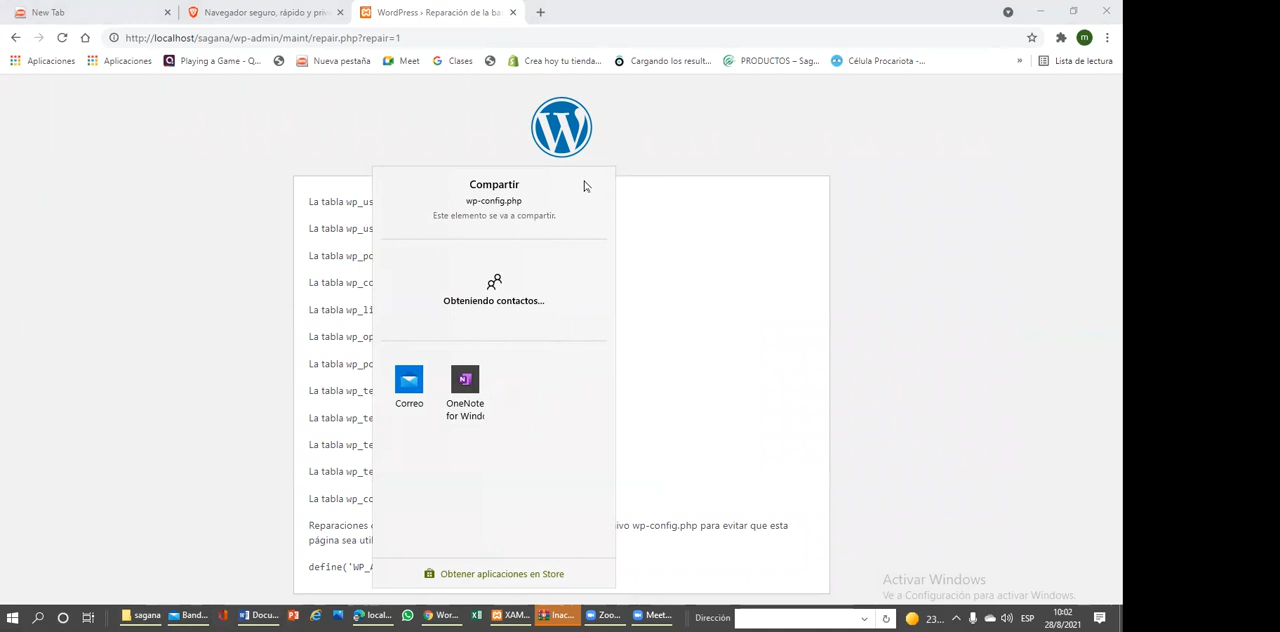 New Tab
Navegador seguro, rápido y priva
WordPress › Reparación de la ba
http://localhost/sagana/wp-admin/maint/repair.php?repair=1
m
Aplicaciones
Aplicaciones
Playing a Game - Q...
Nueva pestaña
Meet
Clases
Crea hoy tu tienda...
Cargando los result...
PRODUCTOS – Sag...
Célula Procariota -...
»
Lista de lectura
Compartir
wp-config.php
Este elemento se va a compartir.
Obteniendo contactos...
Correo
OneNote
for Windo
Obtener aplicaciones en Store
La tabla wp_us
La tabla wp_us
La tabla wp_po
La tabla wp_co
La tabla wp_li
La tabla wp_op
La tabla wp_po
La tabla wp_te
La tabla wp_te
La tabla wp_te
La tabla wp_te
La tabla wp_co
Reparaciones
ivo wp-config.php para evitar que esta
página sea util
define('WP_A
Activar Windows
Ve a Configuración para activar Windows.
sagana
Band...
Docu...
local...
Wor...
XAM...
Inac...
Zoo...
Meet...
Dirección
23...
ESP
10:02
28/8/2021